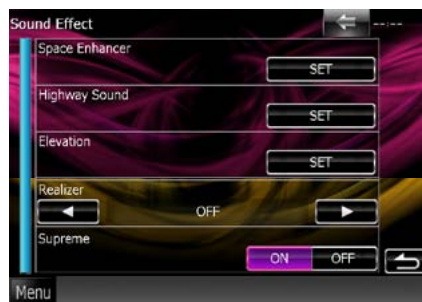 Sound Effect --:--
Space Enhancer
SET
Highway Sound
SET
Elevation
SET
Realizer
OFF
Supreme
ON OFF
Menu